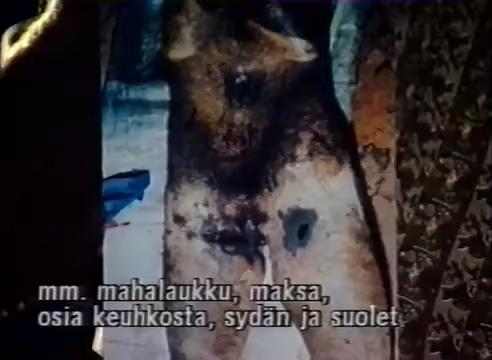 mm. mahalaukku, maksa,
osia keuhkosta, sydän ja suolet